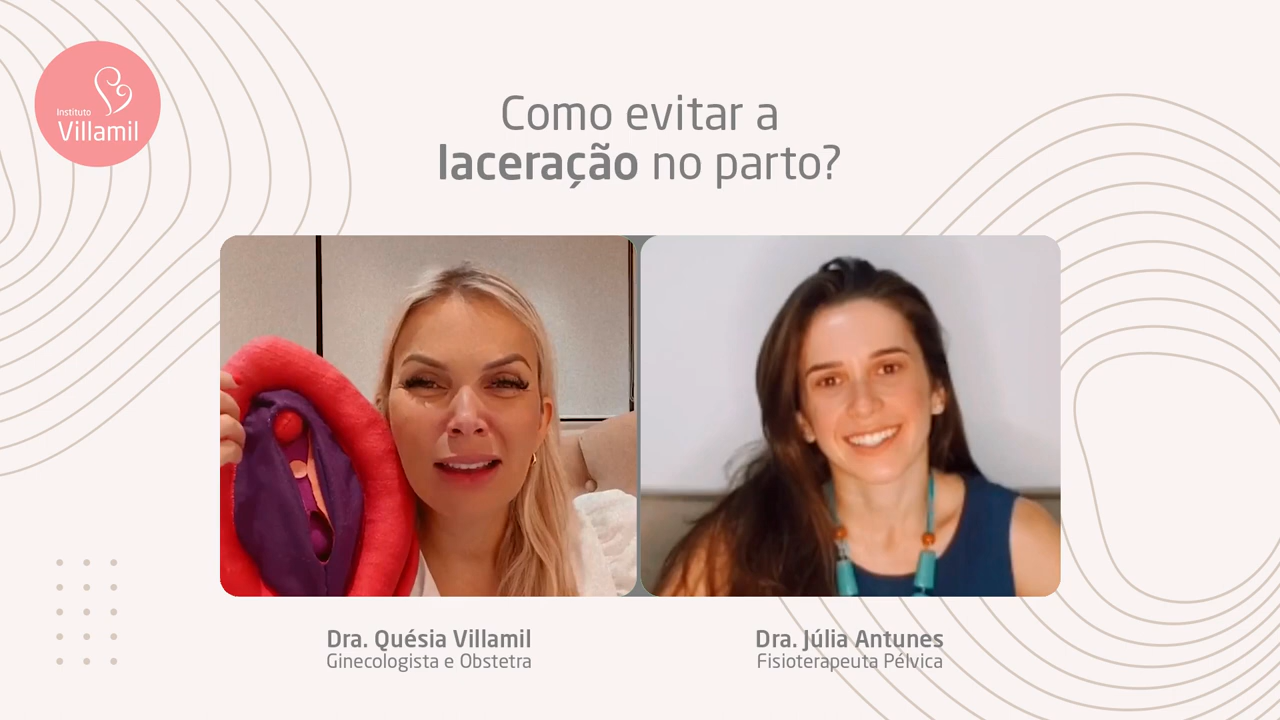 Instituto
Villamil
Como evitar a
laceração no parto?
Dra. Quésia Villamil
Ginecologista e Obstetra
Dra. Júlia Antunes
Fisioterapeuta Pélvica